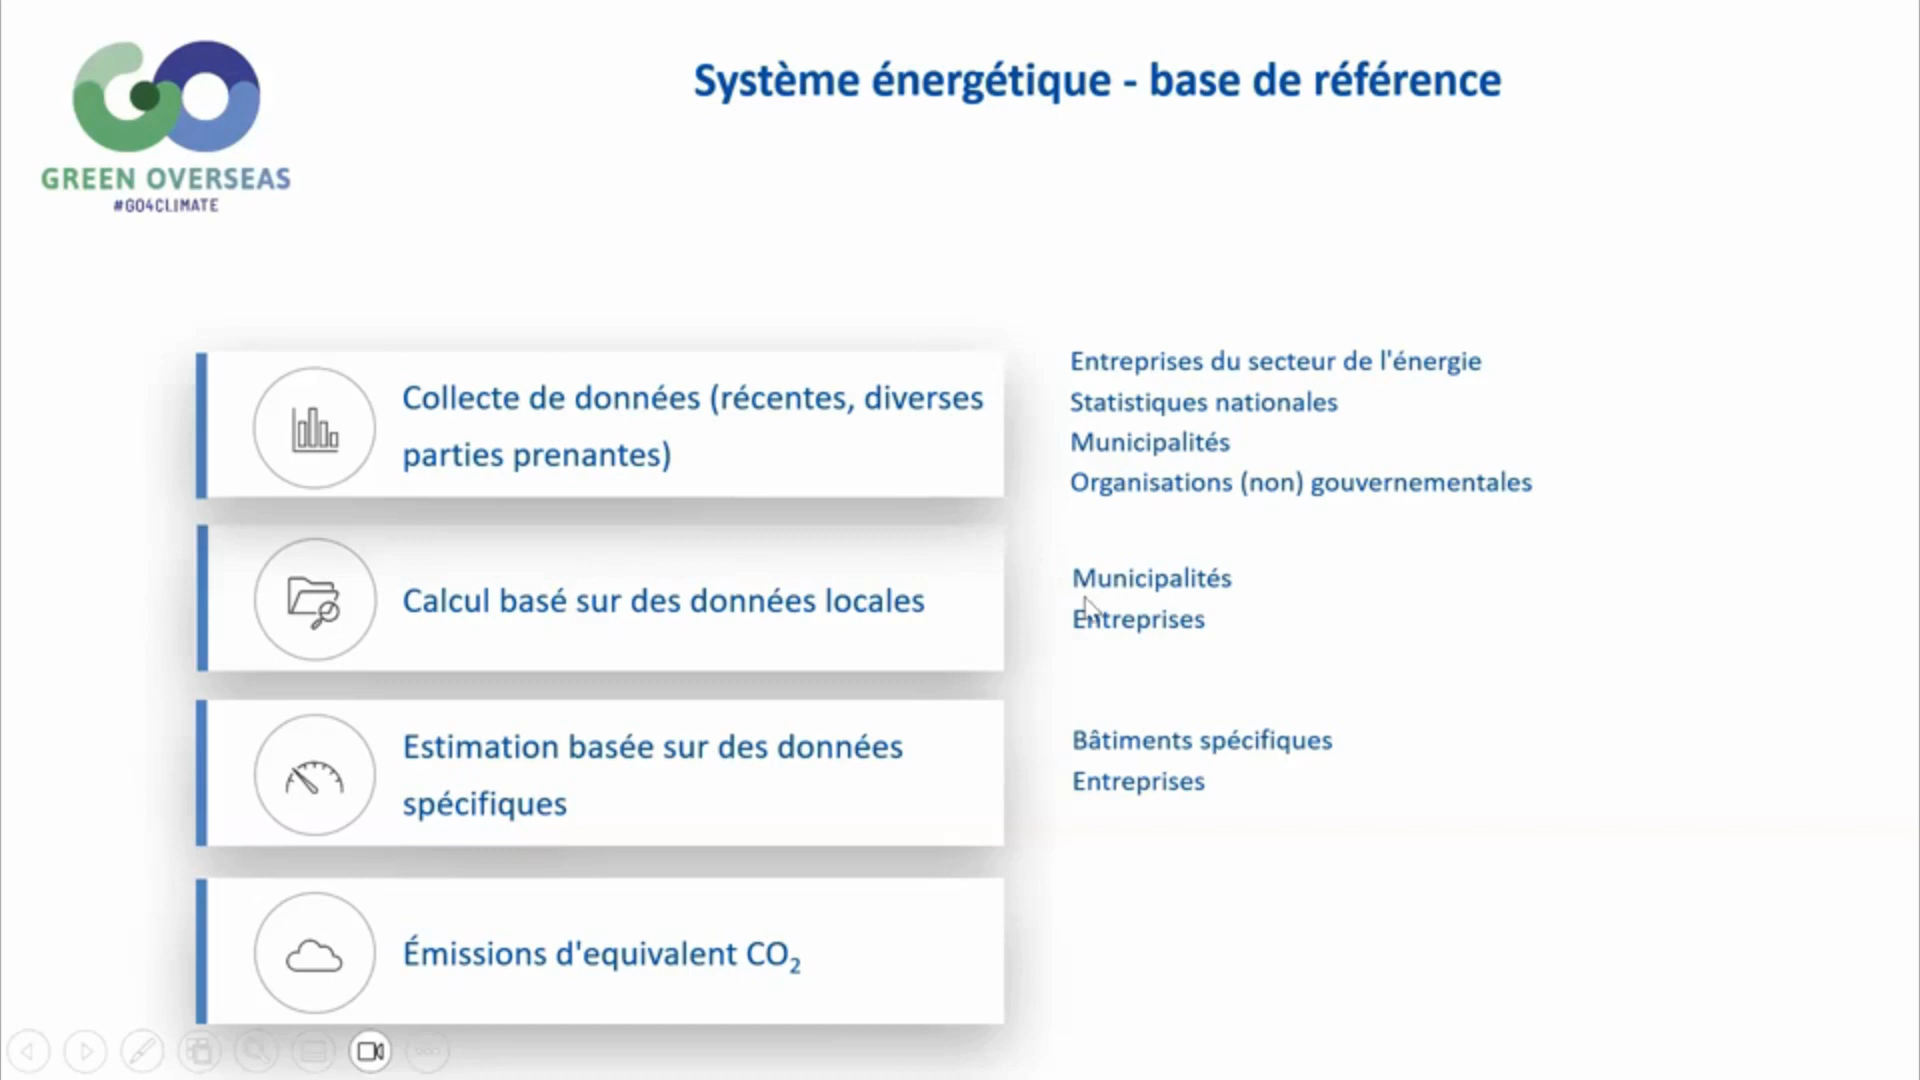 Système énergétique - base de référence
GREEN OVERSEAS
#GO4CLIMATE
Collecte de données (récentes, diverses
parties prenantes)
Entreprises du secteur de l'énergie
Statistiques nationales
Municipalités
Organisations (non) gouvernementales
Calcul basé sur des données locales
Municipalités
Entreprises
Estimation basée sur des données
spécifiques
Bâtiments spécifiques
Entreprises
Émissions d'equivalent CO₂